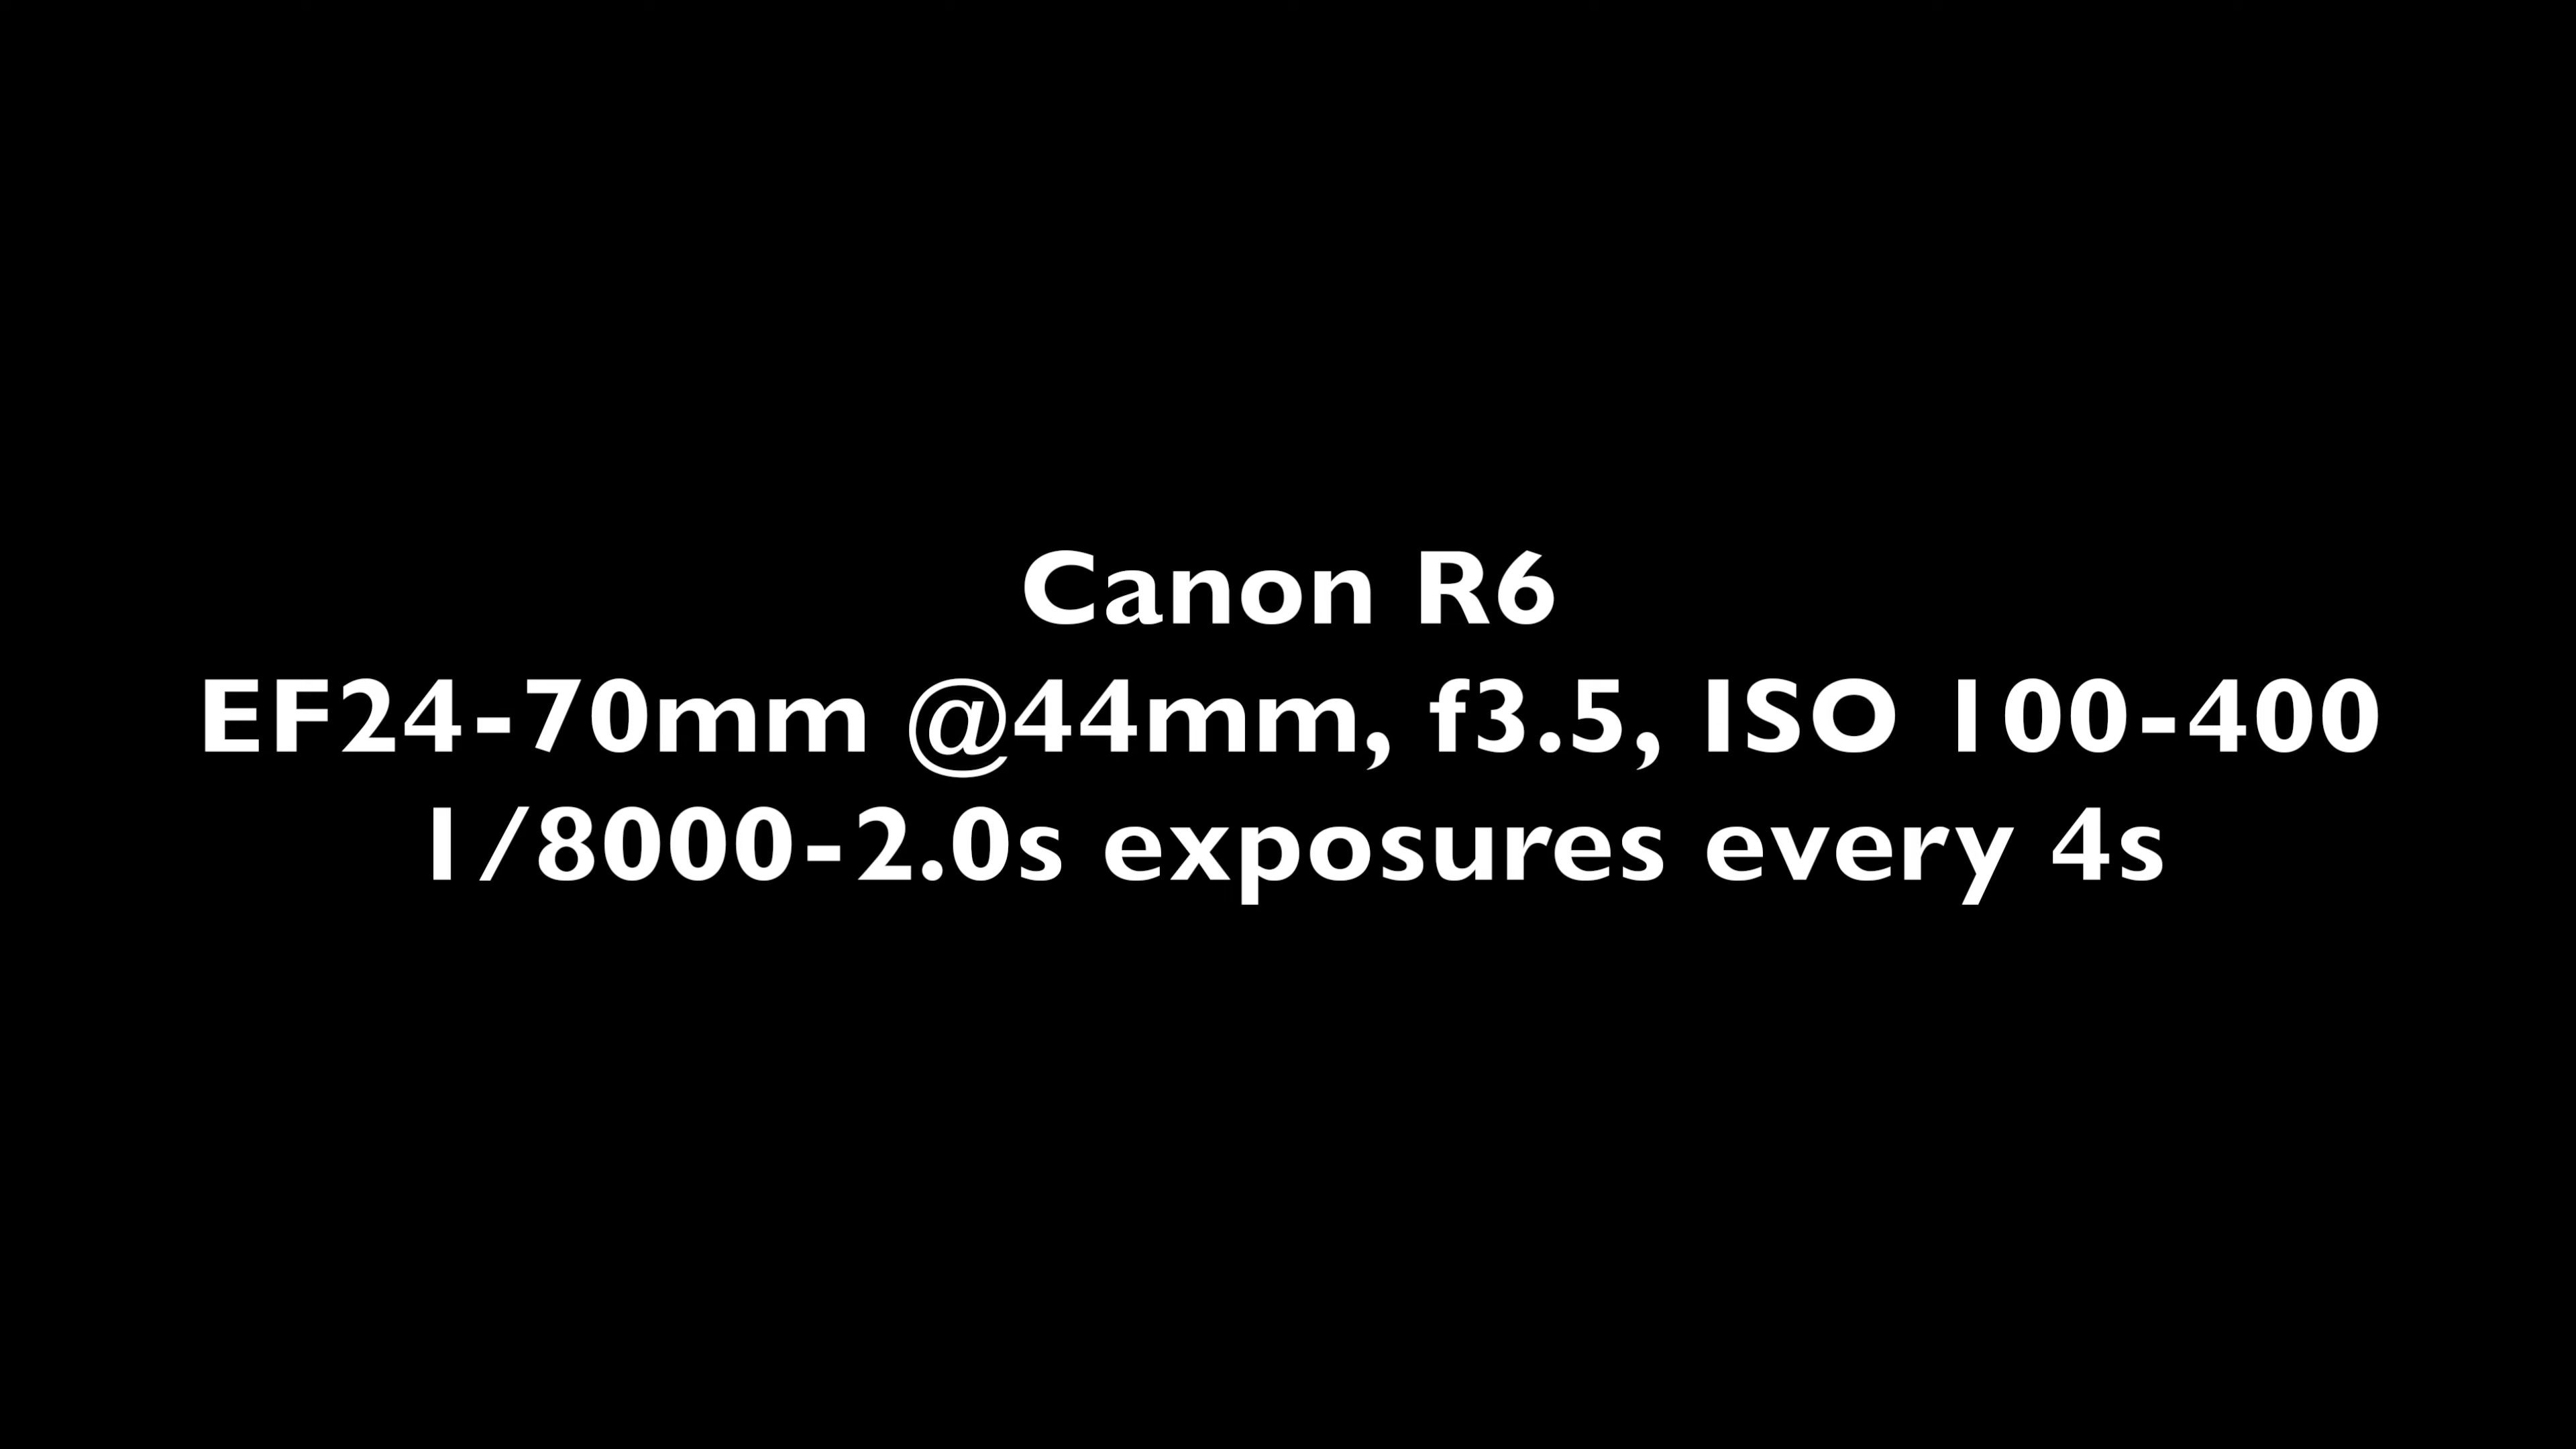 Canon R6
EF24-70mm @44mm, f3.5, ISO 100-400
1/8000-2.0s exposures every 4s